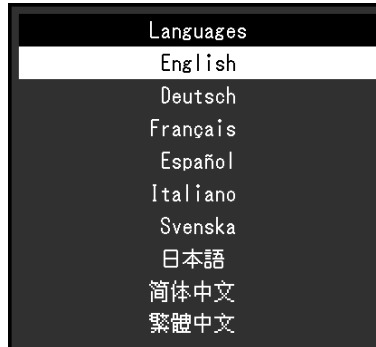 Languages
English
Deutsch
Français
Español
Italiano
Svenska
日本語
简体中文
繁體中文